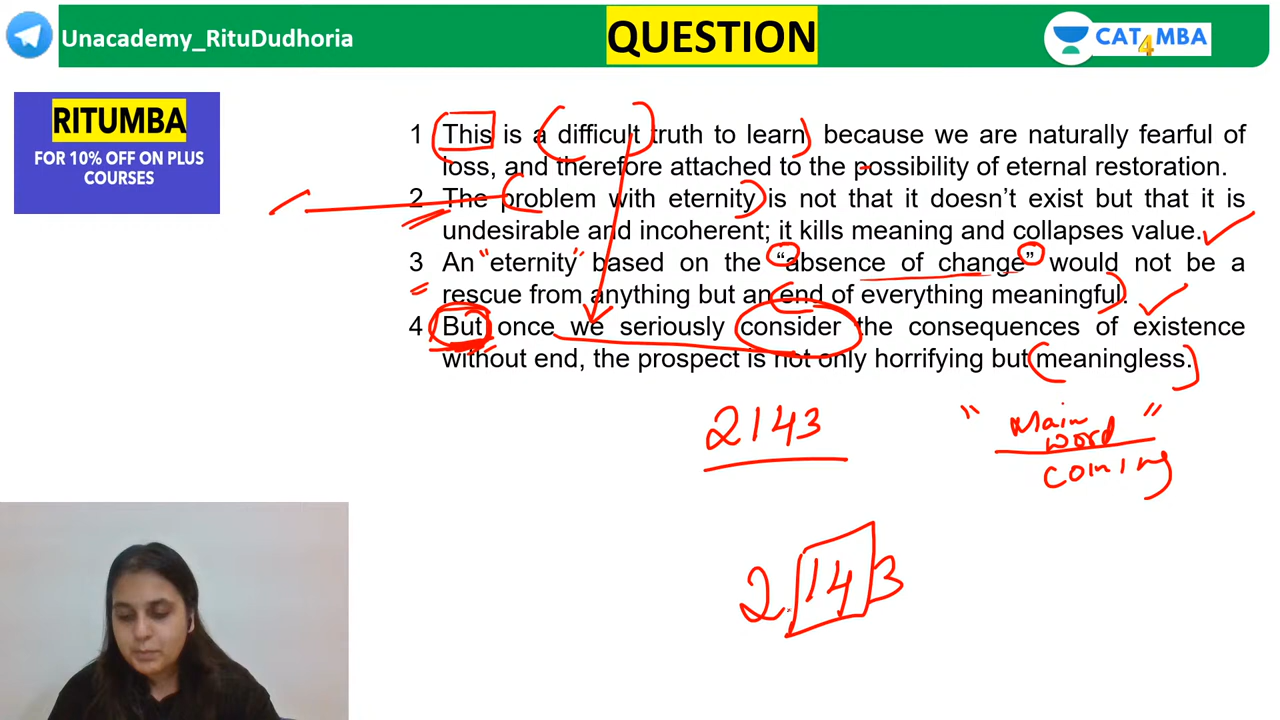 Unacademy_RituDudhoria
QUESTION
CAT4MBA
RITUMBA
FOR 10% OFF ON PLUS
COURSES
1 This is a difficult truth to learn, because we are naturally fearful of
loss, and therefore attached to the possibility of eternal restoration.
2 The problem with eternity is not that it doesn’t exist but that it is
undesirable and incoherent; it kills meaning and collapses value.
3 An "eternity" based on the “absence of change” would not be a
rescue from anything but an end of everything meaningful.
4 But once we seriously consider the consequences of existence
without end, the prospect is not only horrifying but meaningless.
2143
" Main "
word
coming
2 14 3